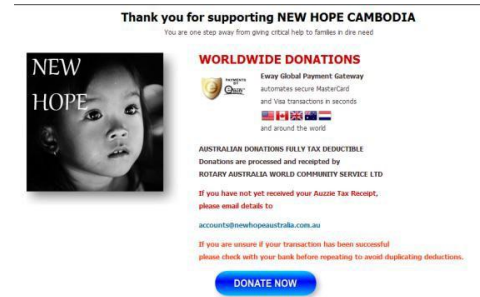 Thank you for supporting NEW HOPE CAMBODIA
You are one step away from giving critical help to families in dire need
NEW
HOPE
WORLDWIDE DONATIONS
PAYMENTS
BY
eway
Eway Global Payment Gateway
automates secure MasterCard
and Visa transactions in seconds
and around the world
AUSTRALIAN DONATIONS FULLY TAX DEDUCTIBLE
Donations are processed and receipted by
ROTARY AUSTRALIA WORLD COMMUNITY SERVICE LTD
If you have not yet received your Auzzie Tax Receipt,
please email details to
accounts@newhopeaustralia.com.au
If you are unsure if your transaction has been successful
please check with your bank before repeating to avoid duplicating deductions.
DONATE NOW